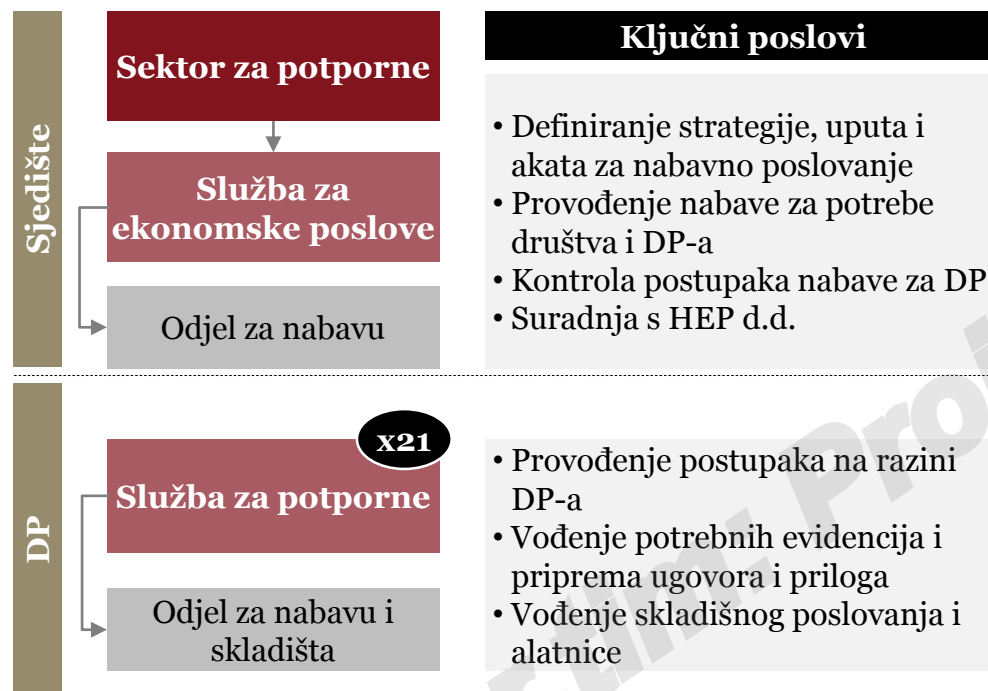 Sjedište
Sektor za potporne
Služba za
ekonomske poslove
Odjel za nabavu
Ključni poslovi
• Definiranje strategije, uputa i
akata za nabavno poslovanje
• Provođenje nabave za potrebe
društva i DP-a
• Kontrola postupaka nabave za DP
• Suradnja s HEP d.d.
DP
x21
Služba za potporne
Odjel za nabavu i
skladišta
• Provođenje postupaka na razini
DP-a
• Vođenje potrebnih evidencija i
priprema ugovora i priloga
• Vođenje skladišnog poslovanja i
alatnice